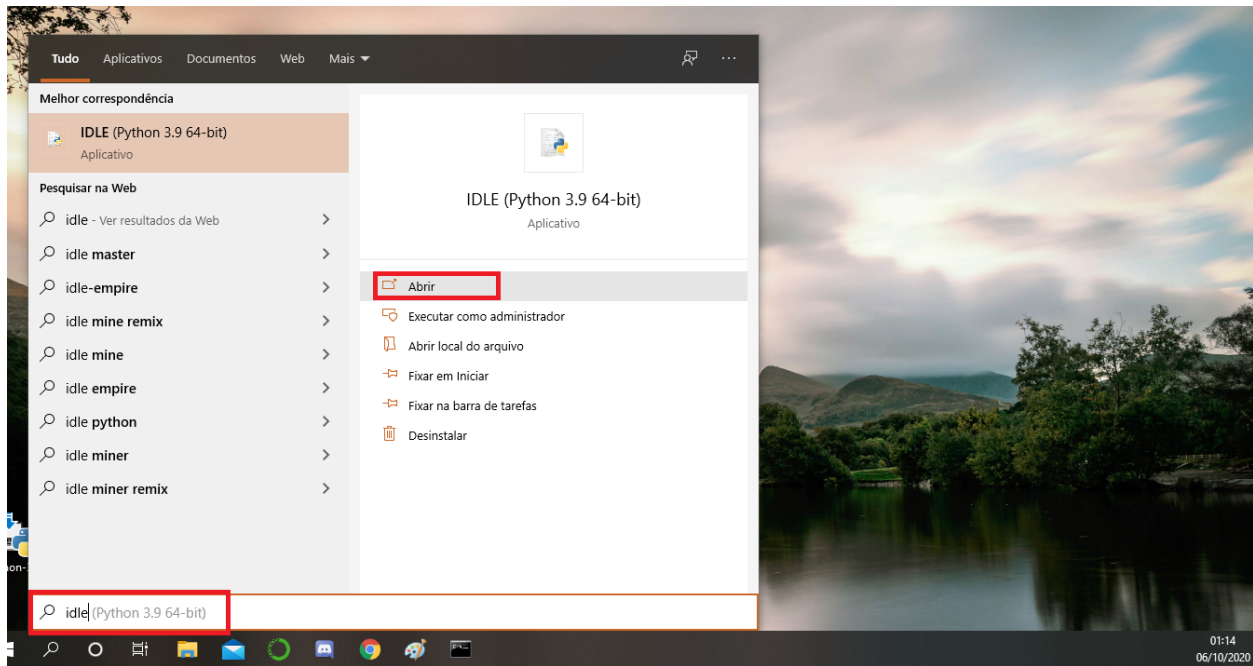 Tudo Aplicativos Documentos Web Mais
Melhor correspondência
IDLE (Python 3.9 64-bit)
Aplicativo
Pesquisar na Web
idle - Ver resultados da Web
idle master
idle-empire
idle mine remix
idle mine
idle empire
idle python
idle miner
idle miner remix
IDLE (Python 3.9 64-bit)
Aplicativo
Abrir
Executar como administrador
Abrir local do arquivo
Fixar em Iniciar
Fixar na barra de tarefas
Desinstalar
idle (Python 3.9 64-bit)
01:14
06/10/2020